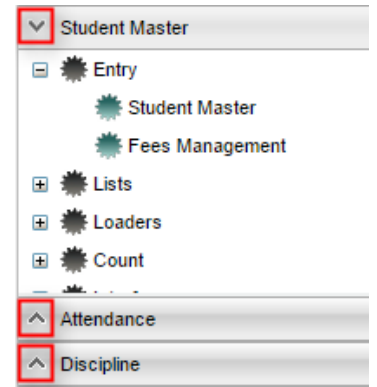 Student Master
Entry
Student Master
Fees Management
Lists
Loaders
Count
Attendance
Discipline